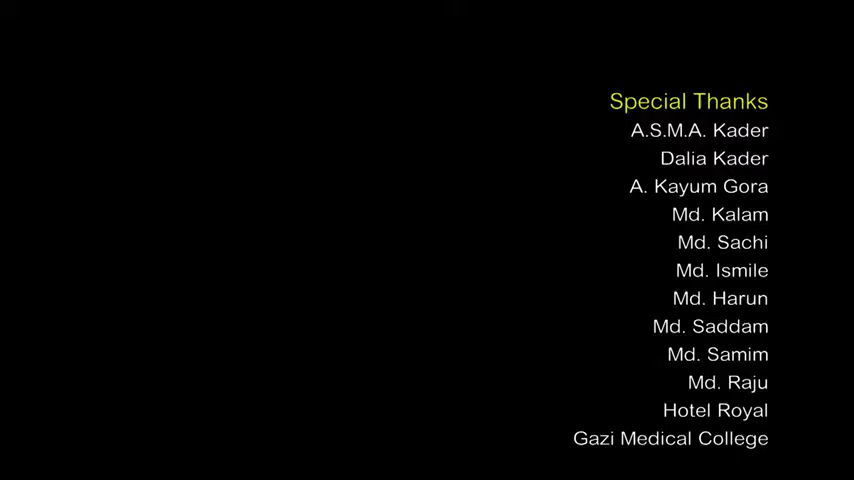 Special Thanks
A.S.M.A. Kader
Dalia Kader
A. Kayum Gora
Md. Kalam
Md. Sachi
Md. Ismile
Md. Harun
Md. Saddam
Md. Samim
Md. Raju
Hotel Royal
Gazi Medical College